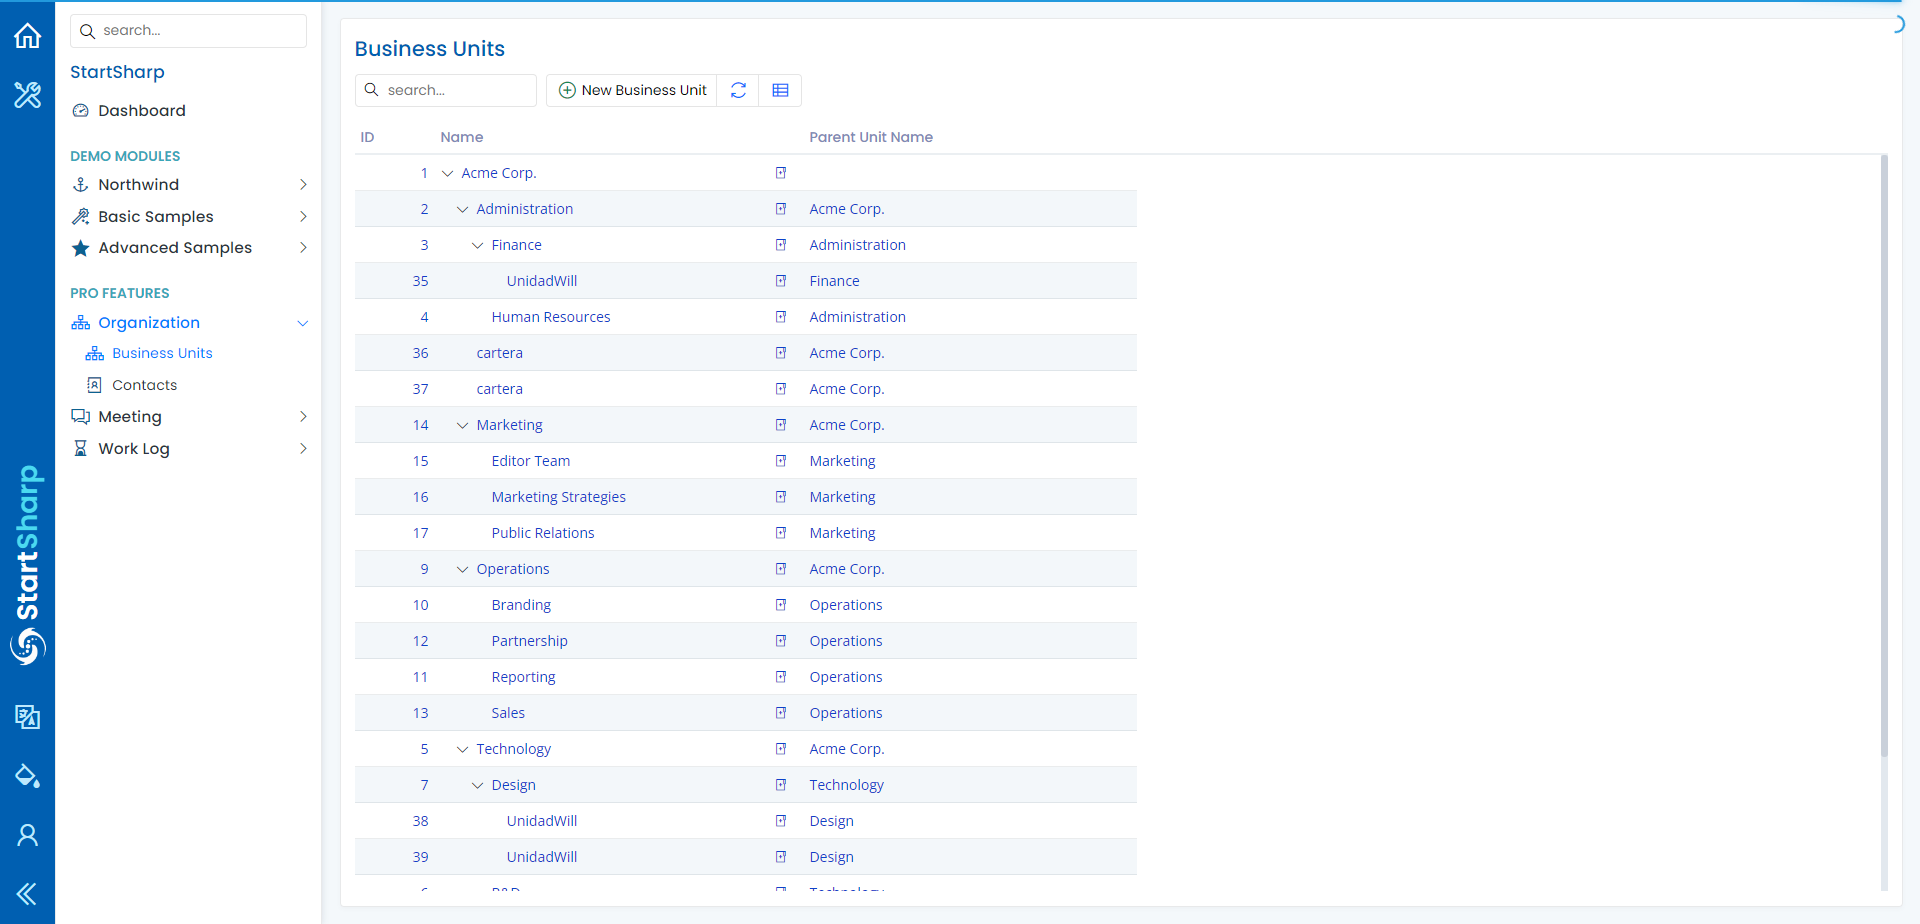 search...
StartSharp
Dashboard
DEMO MODULES
Northwind
Basic Samples
Advanced Samples
PRO FEATURES
Organization
Business Units
Contacts
Meeting
Work Log
StartSharp
Business Units
search...
New Business Unit
ID Name Parent Unit Name
1 Acme Corp.
2 Administration Acme Corp.
3 Finance Administration
35 UnidadWill Finance
4 Human Resources Administration
36 cartera Acme Corp.
37 cartera Acme Corp.
14 Marketing Acme Corp.
15 Editor Team Marketing
16 Marketing Strategies Marketing
17 Public Relations Marketing
9 Operations Acme Corp.
10 Branding Operations
12 Partnership Operations
11 Reporting Operations
13 Sales Operations
5 Technology Acme Corp.
7 Design Technology
38 UnidadWill Design
39 UnidadWill Design
6 R&D Technology